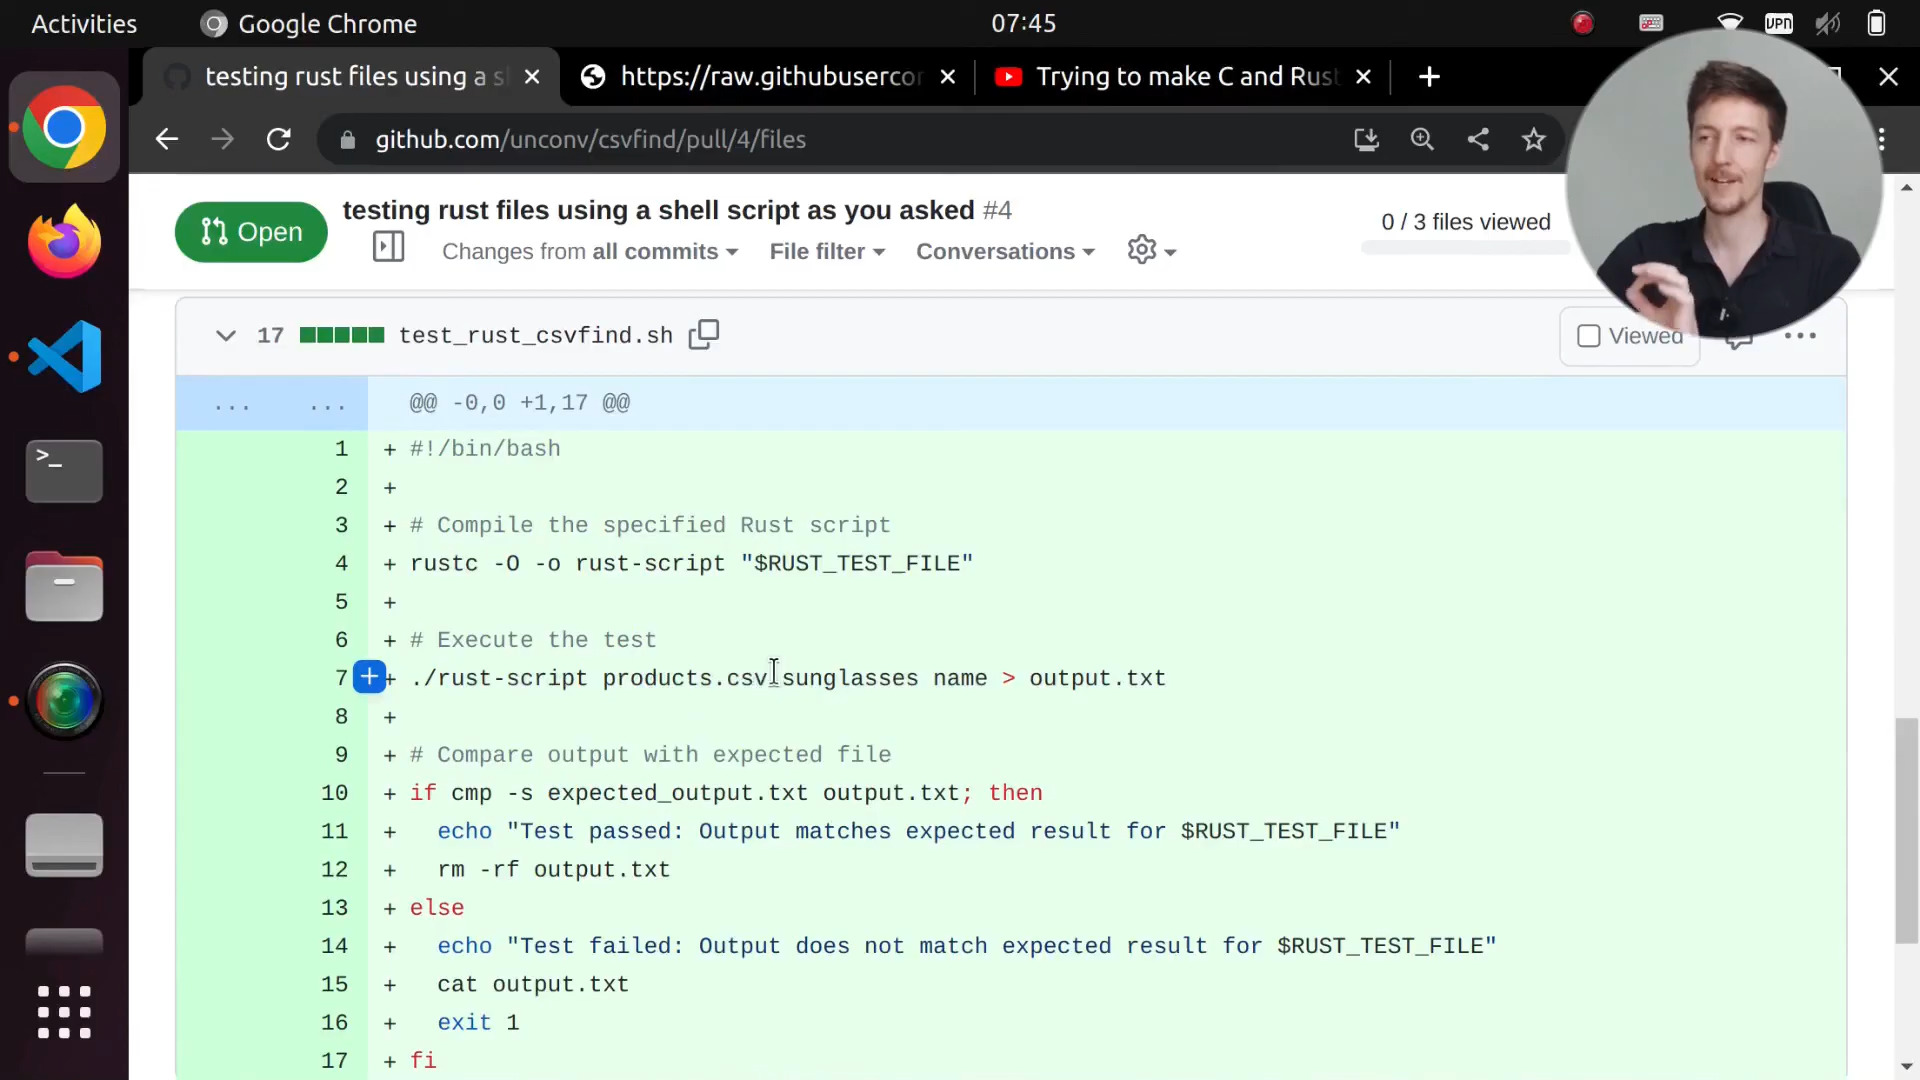 Activities
Google Chrome
07:45
VPN
testing rust files using a s
https://raw.githubusercor
Trying to make C and Rust
github.com/unconv/csvfind/pull/4/files
Open
testing rust files using a shell script as you asked #4
Changes from all commits
File filter
Conversations
0 / 3 files viewed
17
test_rust_csvfind.sh
Viewed
... ... @@ -0,0 +1,17 @@
1 + #!/bin/bash
2 +
3 + # Compile the specified Rust script
4 + rustc -O -o rust-script "$RUST_TEST_FILE"
5 +
6 + # Execute the test
7 + ./rust-script products.csv sunglasses name > output.txt
8 +
9 + # Compare output with expected file
10 + if cmp -s expected_output.txt output.txt; then
11 + echo "Test passed: Output matches expected result for $RUST_TEST_FILE"
12 + rm -rf output.txt
13 + else
14 + echo "Test failed: Output does not match expected result for $RUST_TEST_FILE"
15 + cat output.txt
16 + exit 1
17 + fi